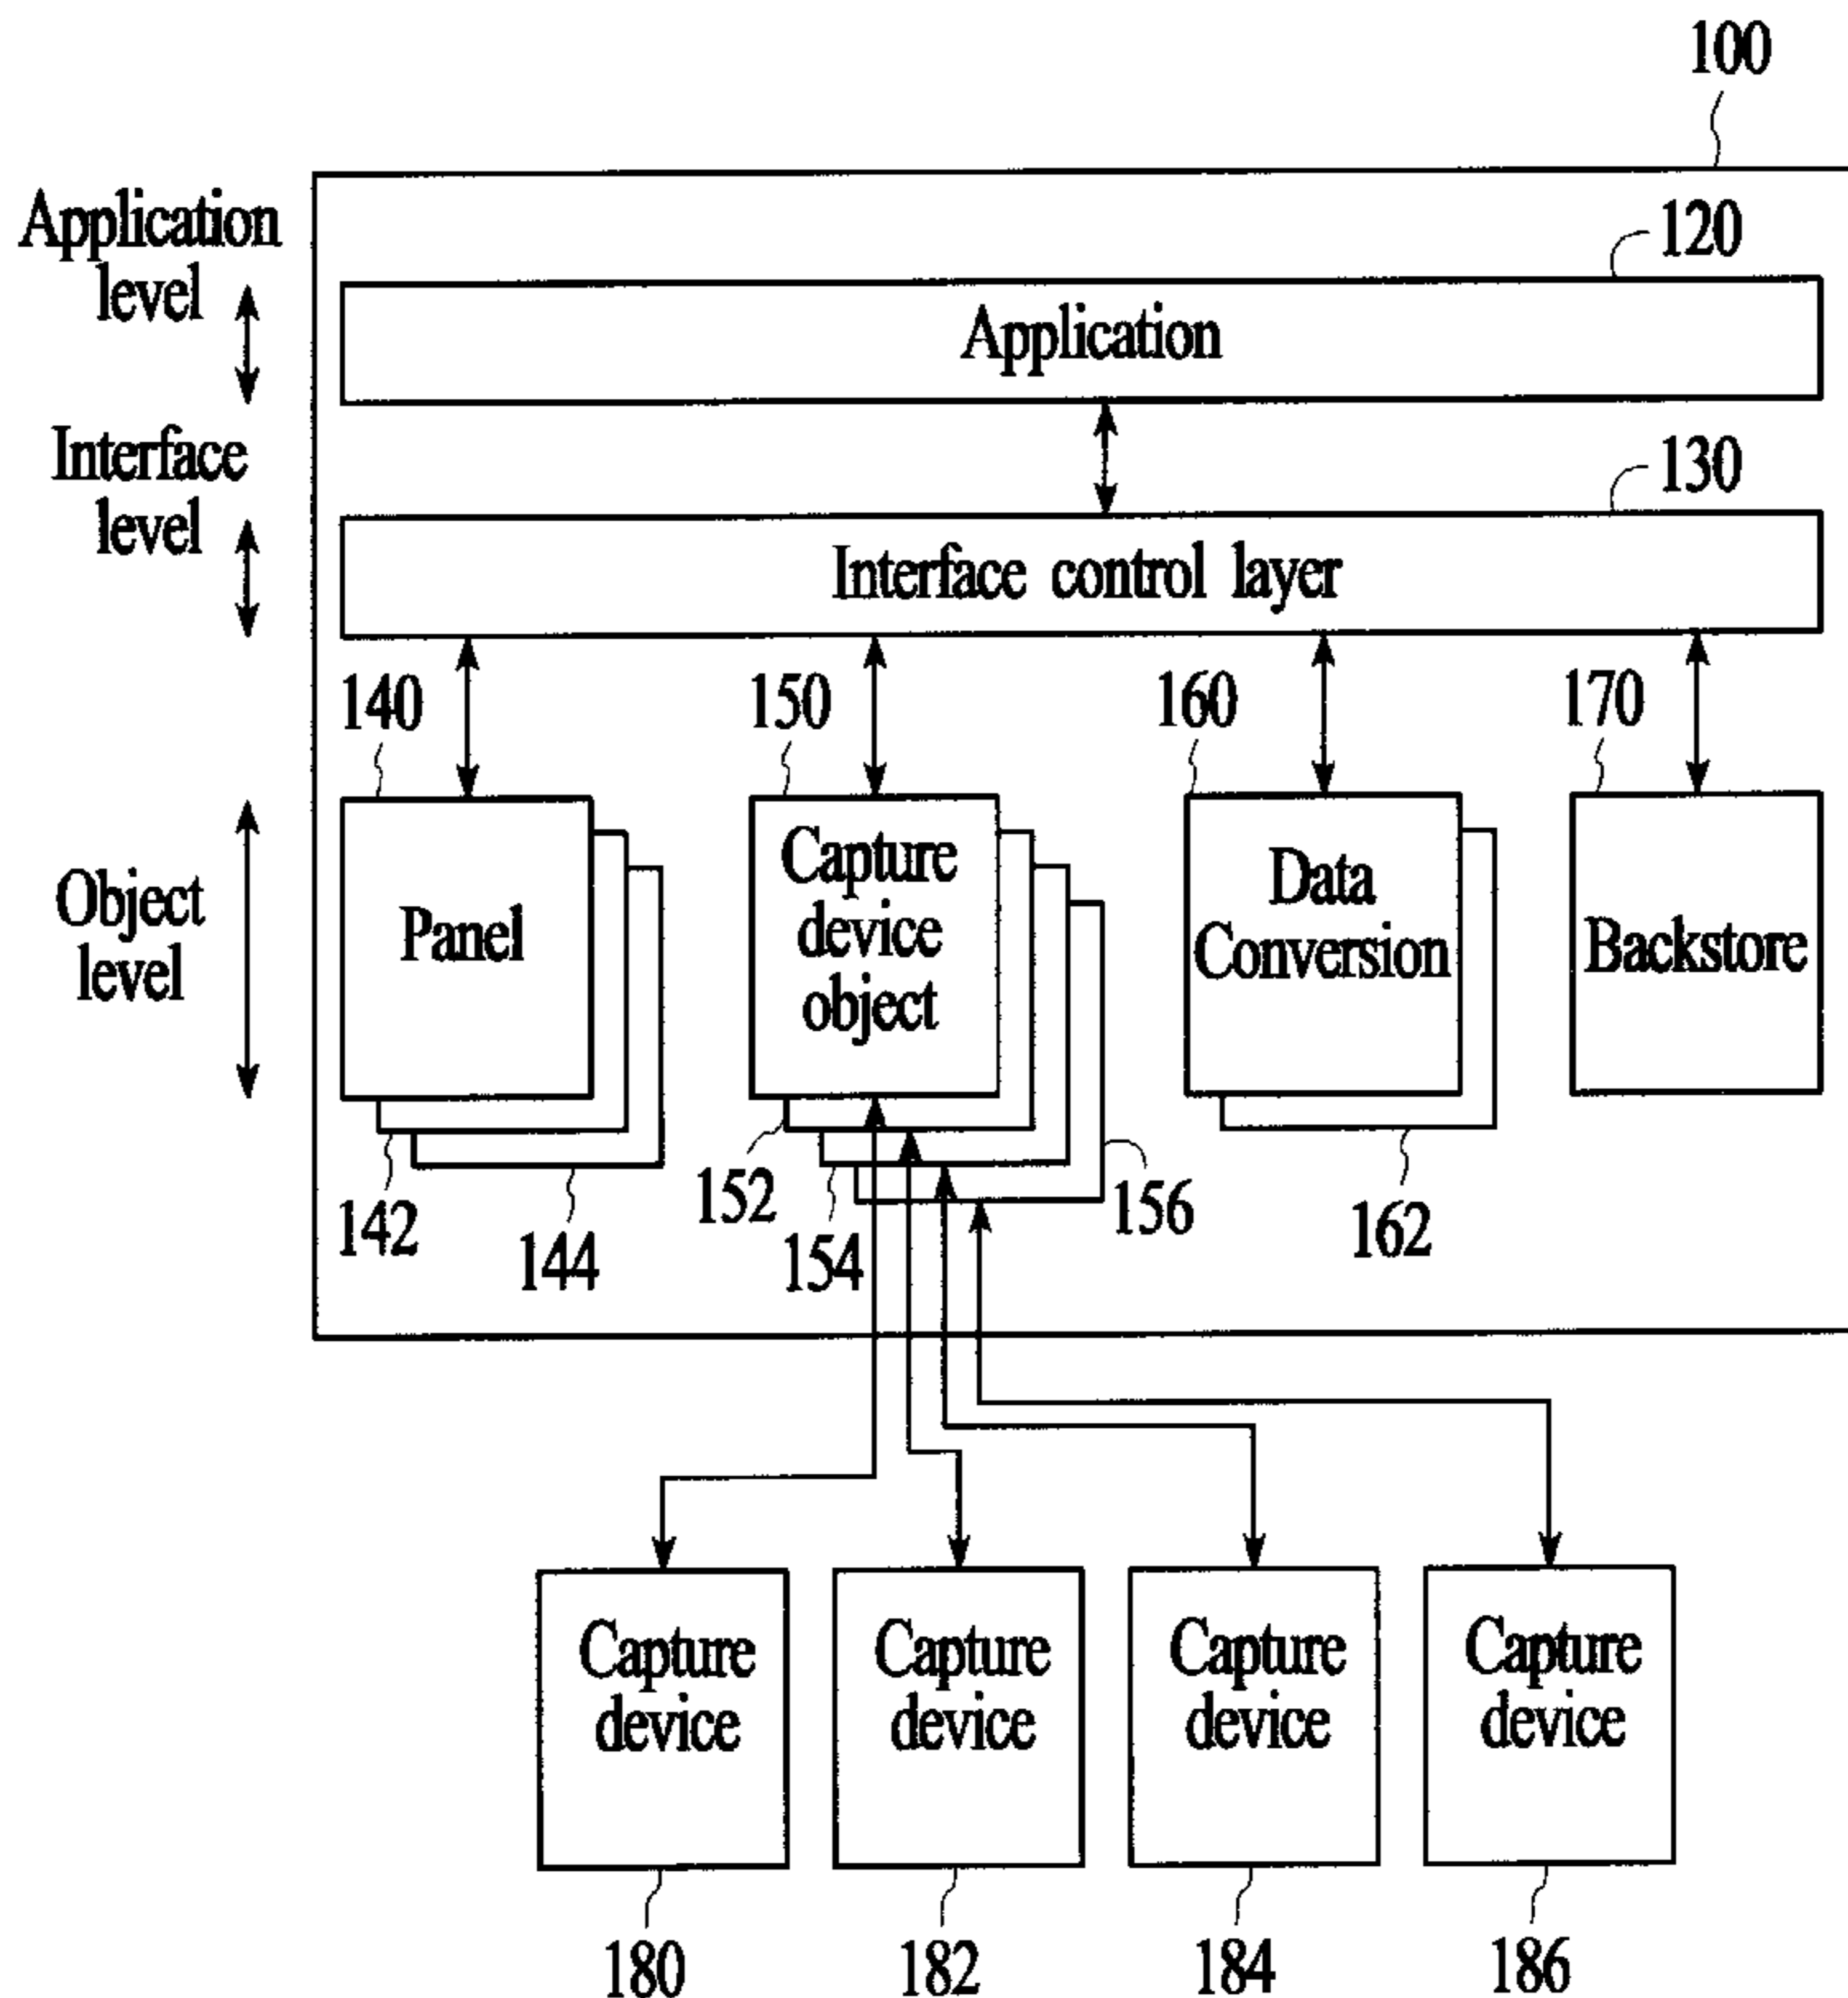 100
Application
level
120
Application
Interface
level
130
Interface control layer
140
150
160
170
Object
level
Panel
Capture
device
object
Data
Conversion
Backstore
142
144
152
154
156
162
Capture
device
Capture
device
Capture
device
Capture
device
180
182
184
186